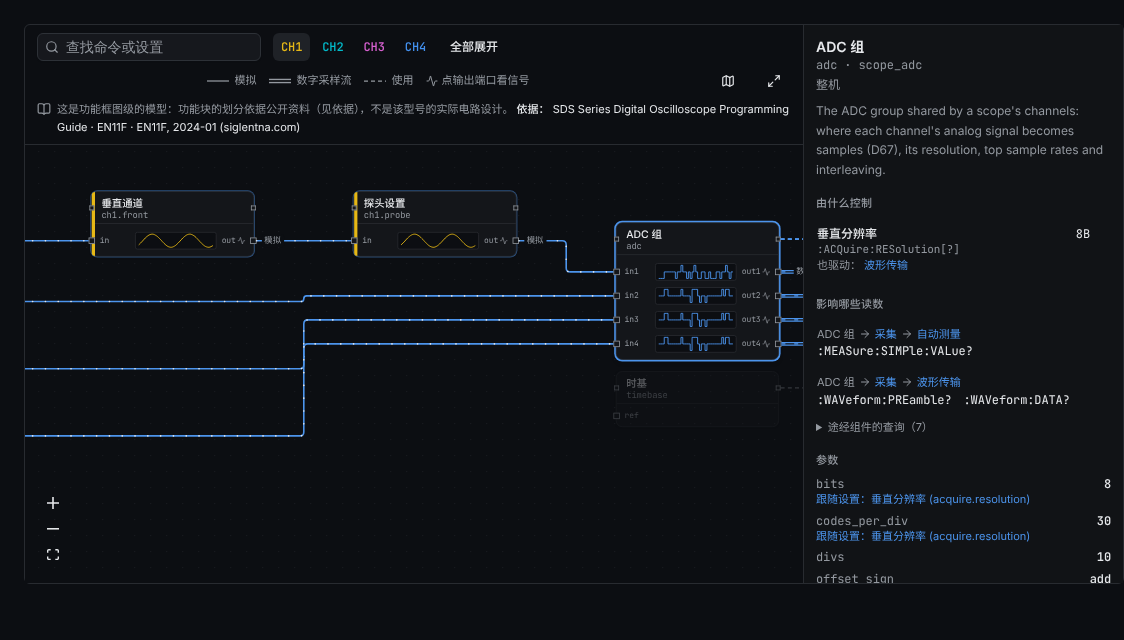 查找命令或设置
CH1 CH2 CH3 CH4 全部展开
模拟 数字采样流 使用 点输出端口看信号
这是功能框图级的模型：功能块的划分依据公开资料（见依据），不是该型号的实际电路设计。 依据： SDS Series Digital Oscilloscope Programming
Guide · EN11F · EN11F, 2024-01 (siglentna.com)
垂直通道
ch1.front
in out 模拟
探头设置
ch1.probe
in out 模拟
ADC 组
adc
in1 out1
in2 out2
in3 out3
in4 out4
时基
timebase
ref
ADC 组
adc · scope_adc
整机
The ADC group shared by a scope's channels:
where each channel's analog signal becomes
samples (D67), its resolution, top sample rates and
interleaving.
由什么控制
垂直分辨率 8B
:ACQuire:RESolution[?]
也驱动： 波形传输
影响哪些读数
ADC 组 → 采集 → 自动测量
:MEASure:SIMPle:VALue?
ADC 组 → 采集 → 波形传输
:WAVeform:PREamble? :WAVeform:DATA?
▶ 途经组件的查询（7）
参数
bits 8
跟随设置：垂直分辨率 (acquire.resolution)
codes_per_div 30
跟随设置：垂直分辨率 (acquire.resolution)
divs 10
offset_sign add